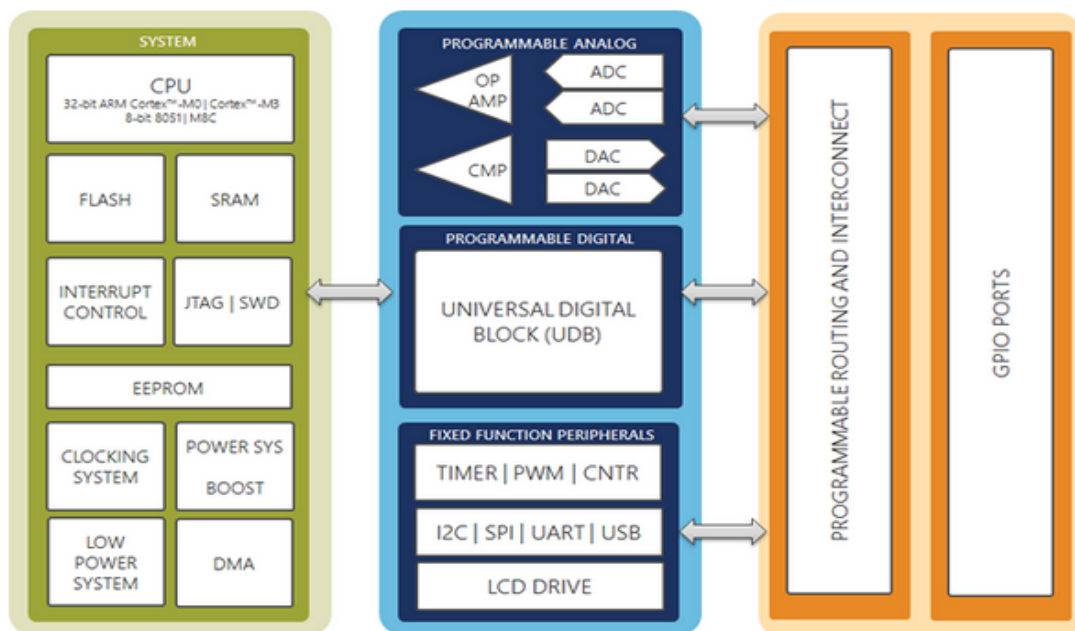 SYSTEM
CPU
32-bit ARM Cortex™-M0| Cortex™-M3
8-bit 8051| M8C
FLASH
SRAM
INTERRUPT
CONTROL
JTAG | SWD
EEPROM
CLOCKING
SYSTEM
POWER SYS
BOOST
LOW
POWER
SYSTEM
DMA
PROGRAMMABLE ANALOG
OP
AMP
ADC
ADC
CMP
DAC
DAC
PROGRAMMABLE DIGITAL
UNIVERSAL DIGITAL
BLOCK (UDB)
FIXED FUNCTION PERIPHERALS
TIMER | PWM | CNTR
I2C | SPI | UART | USB
LCD DRIVE
PROGRAMMABLE ROUTING AND INTERCONNECT
GPIO PORTS